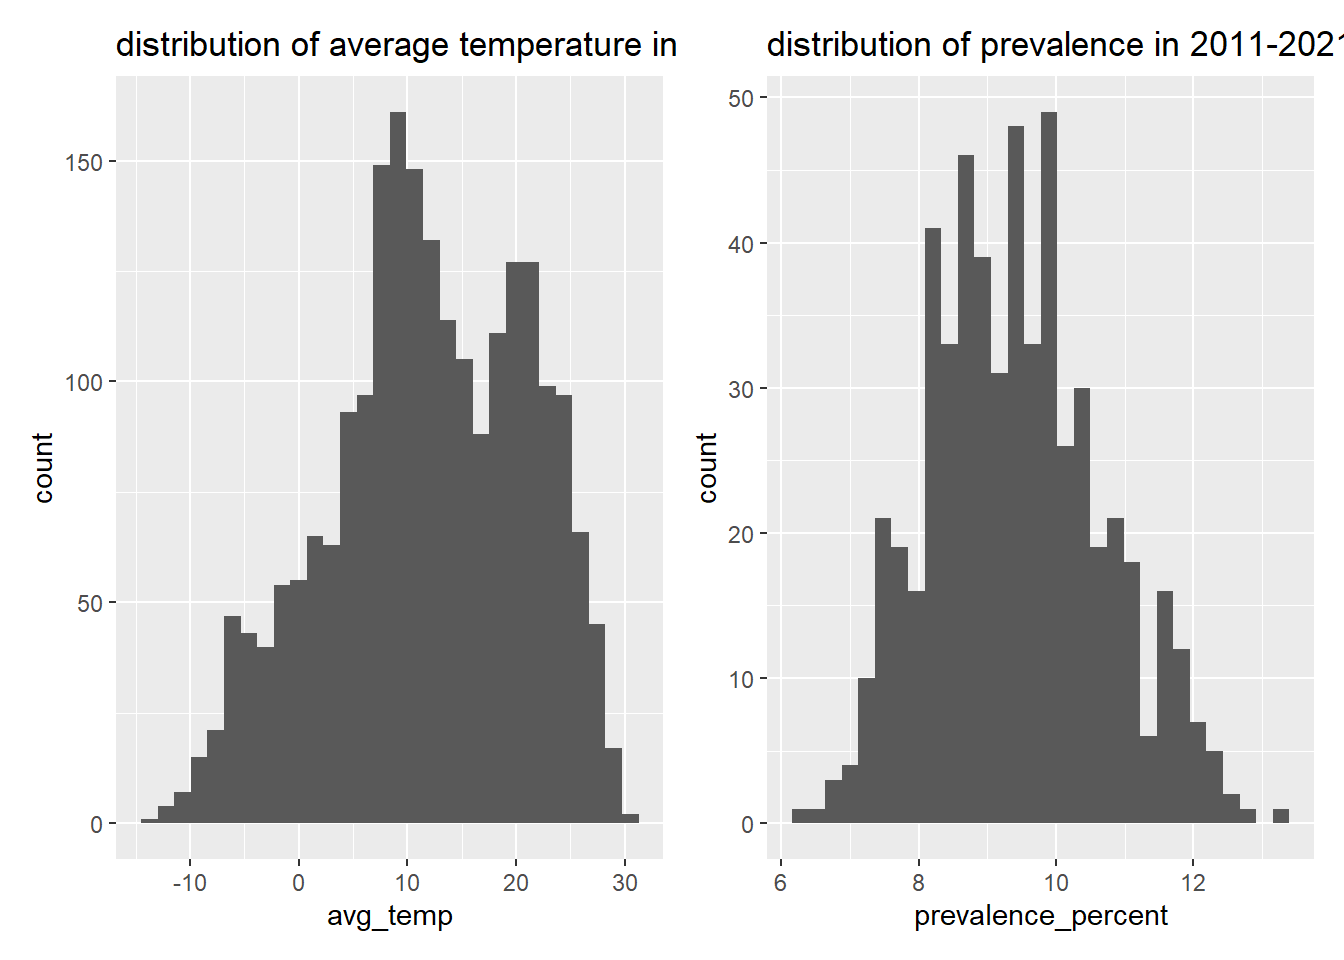 distribution of average temperature in
150
100
50
0
count
-10 0 10 20 30
avg_temp
distribution of prevalence in 2011-2021
50
40
30
20
10
0
count
6 8 10 12
prevalence_percent